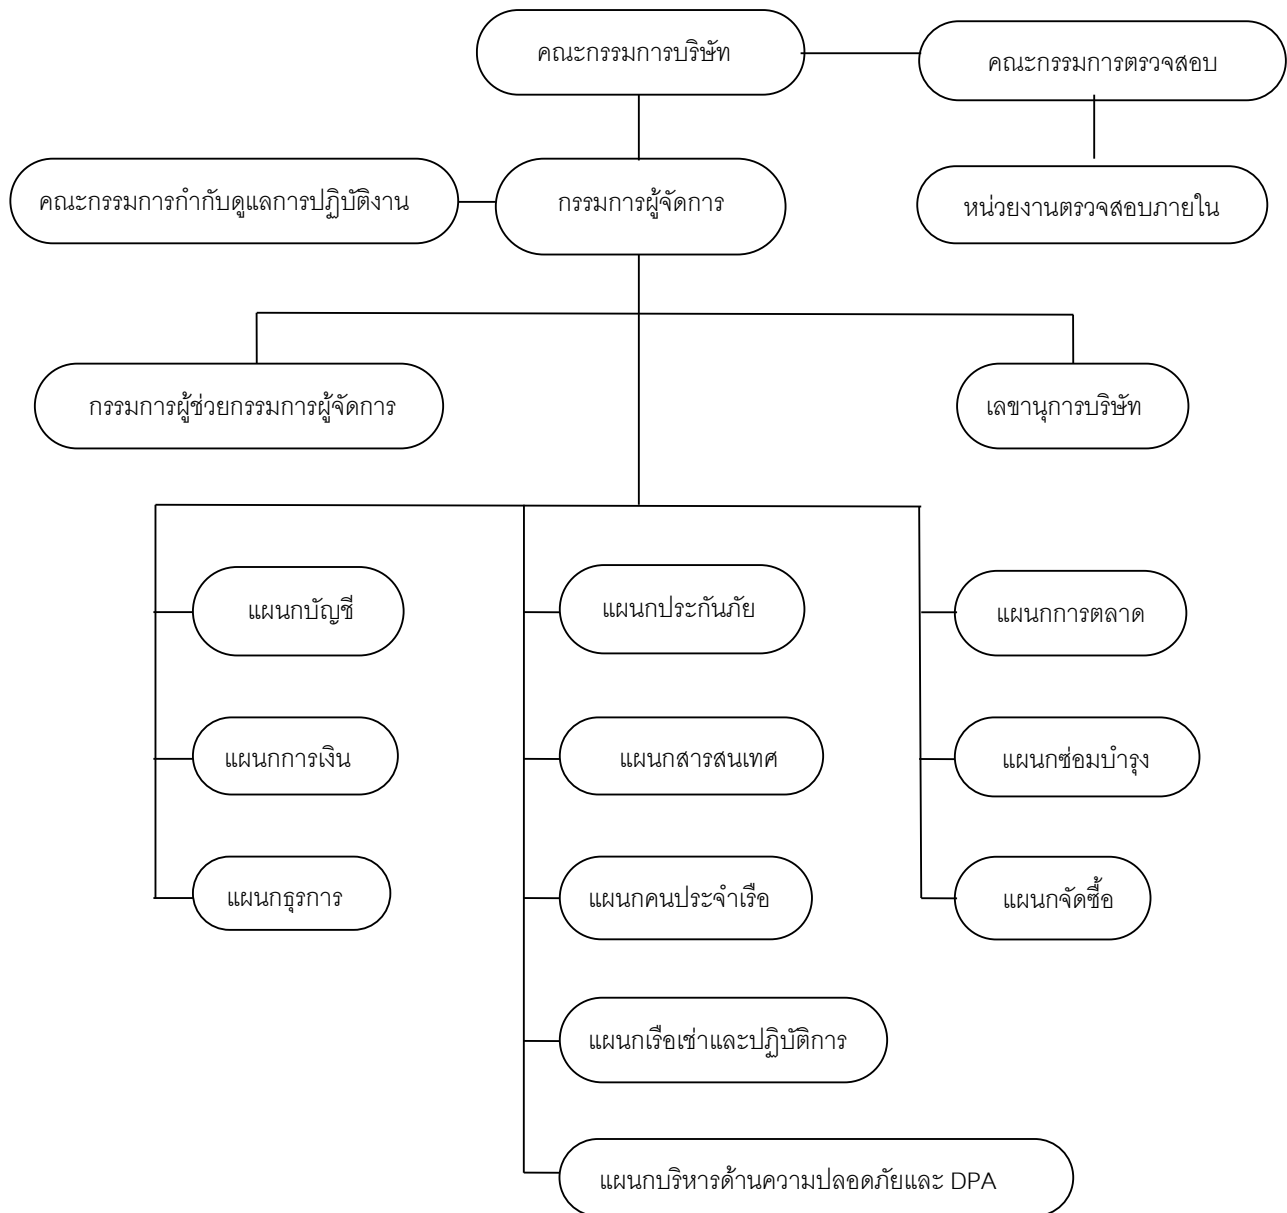 คณะกรรมการบริษัท
คณะกรรมการตรวจสอบ
คณะกรรมการกำกับดูแลการปฏิบัติงาน
กรรมการผู้จัดการ
หน่วยงานตรวจสอบภายใน
กรรมการผู้ช่วยกรรมการผู้จัดการ
เลขานุการบริษัท
แผนกบัญชี
แผนกประกันภัย
แผนกการตลาด
แผนกการเงิน
แผนกสารสนเทศ
แผนกซ่อมบำรุง
แผนกธุรการ
แผนกคนประจำเรือ
แผนกจัดซื้อ
แผนกเรือเช่าและปฏิบัติการ
แผนกบริหารด้านความปลอดภัยและ DPA